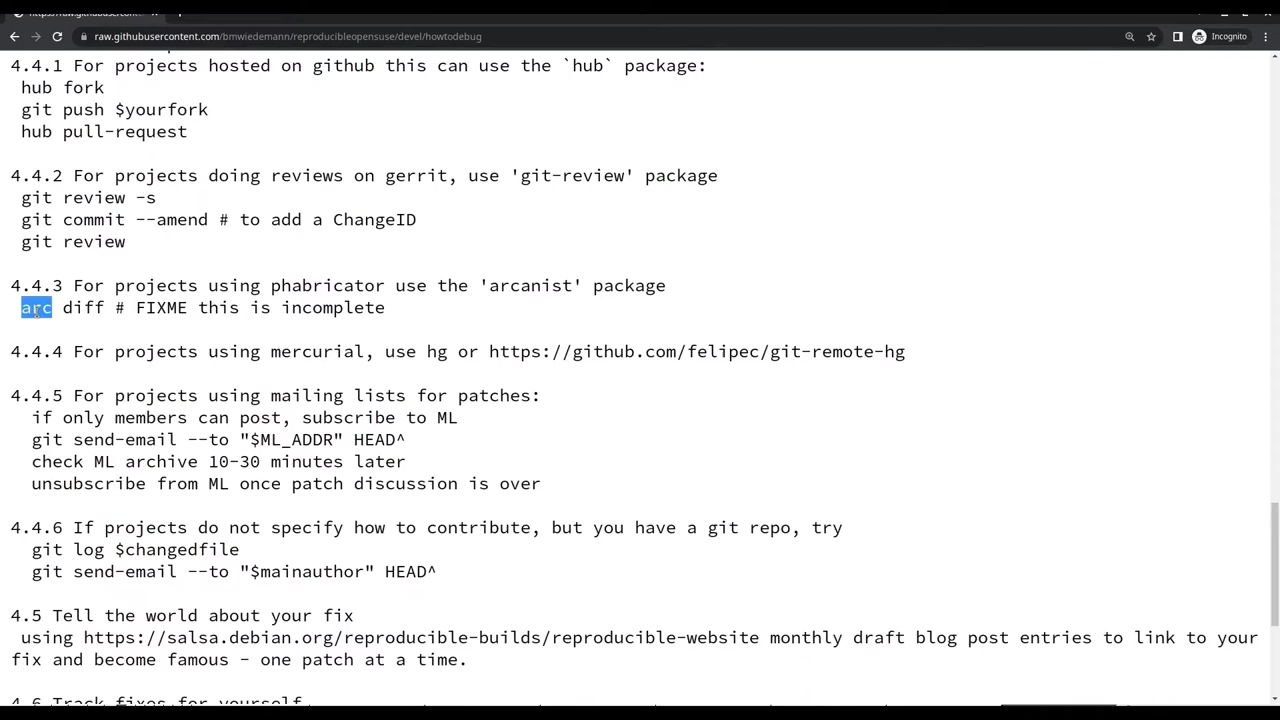 raw.githubusercontent.com/bmwiedemann/reproducibleopensuse/devel/howtodebug
Incognito
4.4.1 For projects hosted on github this can use the `hub` package:
hub fork
git push $yourfork
hub pull-request
4.4.2 For projects doing reviews on gerrit, use 'git-review' package
git review -s
git commit --amend # to add a ChangeID
git review
4.4.3 For projects using phabricator use the 'arcanist' package
arc diff # FIXME this is incomplete
4.4.4 For projects using mercurial, use hg or https://github.com/felipec/git-remote-hg
4.4.5 For projects using mailing lists for patches:
if only members can post, subscribe to ML
git send-email --to "$ML_ADDR" HEAD^
check ML archive 10-30 minutes later
unsubscribe from ML once patch discussion is over
4.4.6 If projects do not specify how to contribute, but you have a git repo, try
git log $changedfile
git send-email --to "$mainauthor" HEAD^
4.5 Tell the world about your fix
using https://salsa.debian.org/reproducible-builds/reproducible-website monthly draft blog post entries to link to your
fix and become famous - one patch at a time.
4.6 Track fixes for yourself